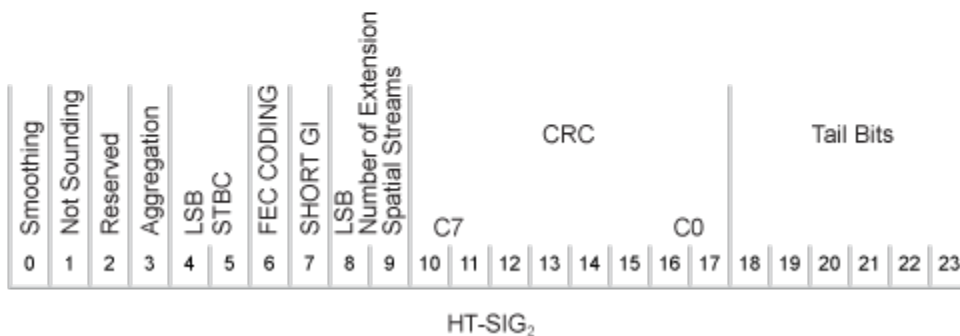 Smoothing
Not Sounding
Reserved
Aggregation
LSB
STBC
FEC CODING
SHORT GI
LSB
Number of Extension
Spatial Streams
CRC
C7 C0
Tail Bits
0 1 2 3 4 5 6 7 8 9 10 11 12 13 14 15 16 17 18 19 20 21 22 23
HT-SIG₂